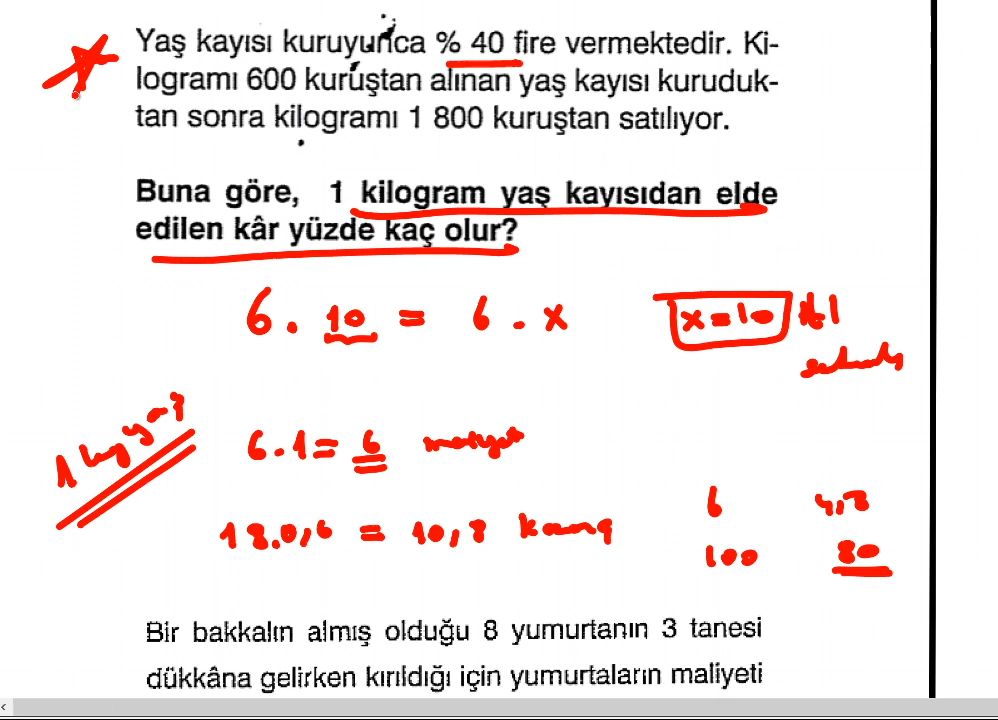 Yaş kayısı kuruyunca % 40 fire vermektedir. Ki-
logramı 600 kuruştan alınan yaş kayısı kuruduk-
tan sonra kilogramı 1 800 kuruştan satılıyor.
Buna göre, 1 kilogram yaş kayısıdan elde
edilen kâr yüzde kaç olur?
6 . 10 = 6 . x x = 10
6 . 1 = 6 maliyet
1 kg
18.0,6 = 10,8
6 4,8
100 80
Bir bakkalın almış olduğu 8 yumurtanın 3 tanesi
dükkâna gelirken kırıldığı için yumurtaların maliyeti